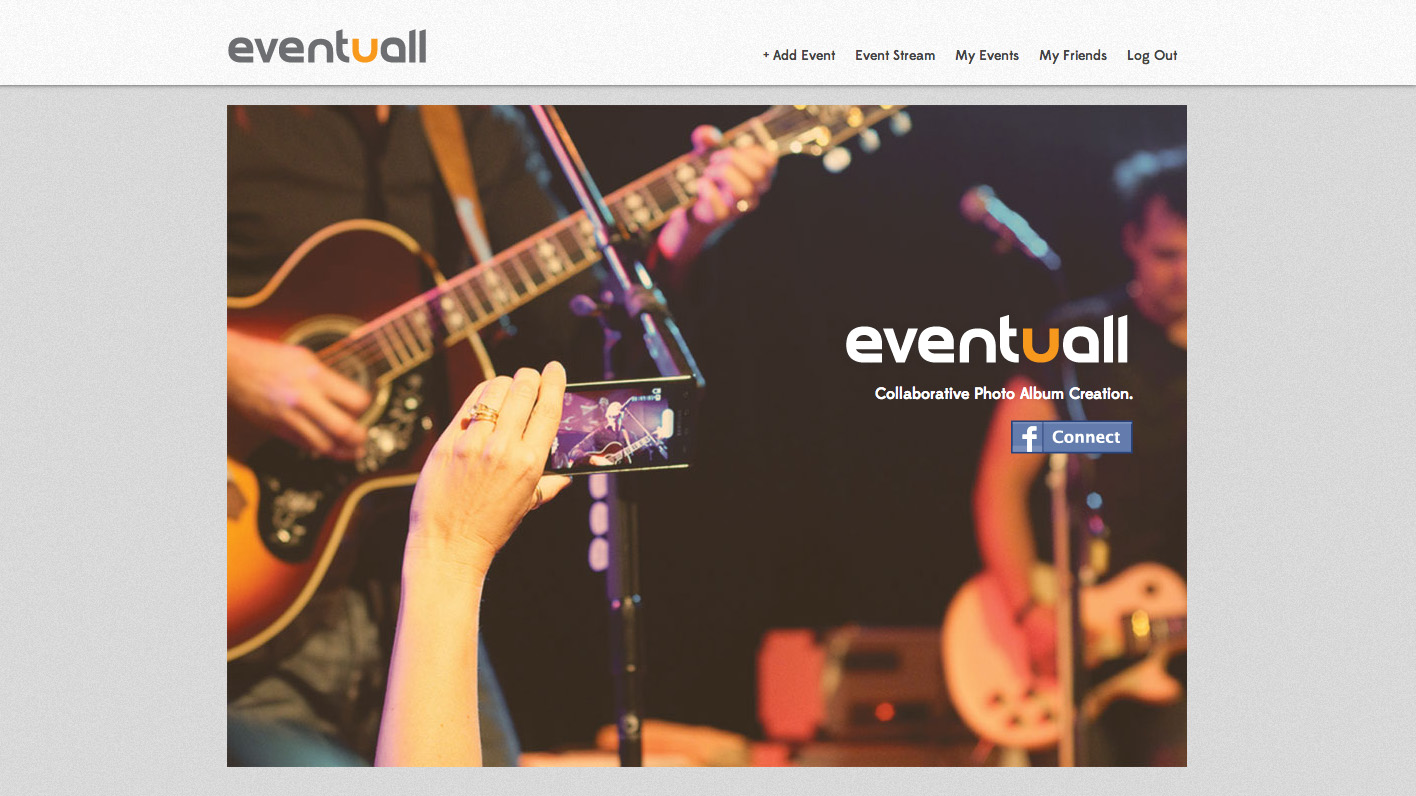 eventuall
+ Add Event Event Stream My Events My Friends Log Out
eventuall
Collaborative Photo Album Creation.
f Connect